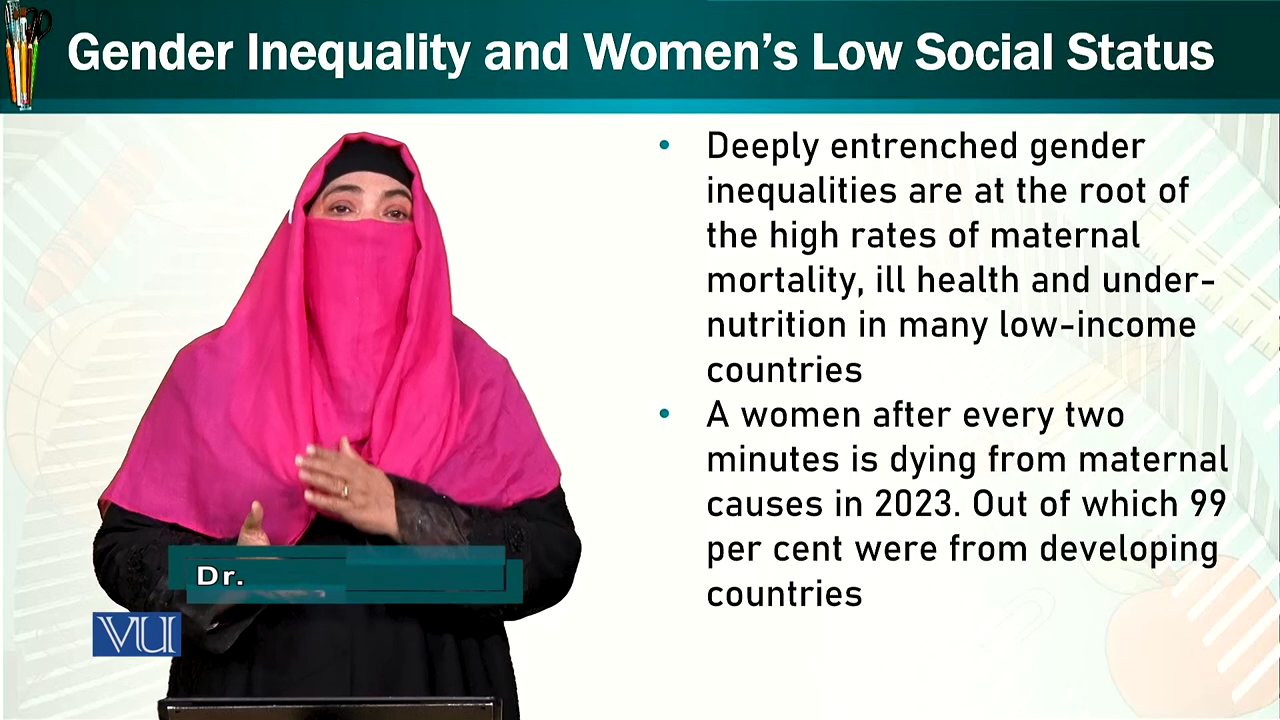 Gender Inequality and Women’s Low Social Status
• Deeply entrenched gender
inequalities are at the root of
the high rates of maternal
mortality, ill health and under-
nutrition in many low-income
countries
• A women after every two
minutes is dying from maternal
causes in 2023. Out of which 99
per cent were from developing
countries
Dr.
VU